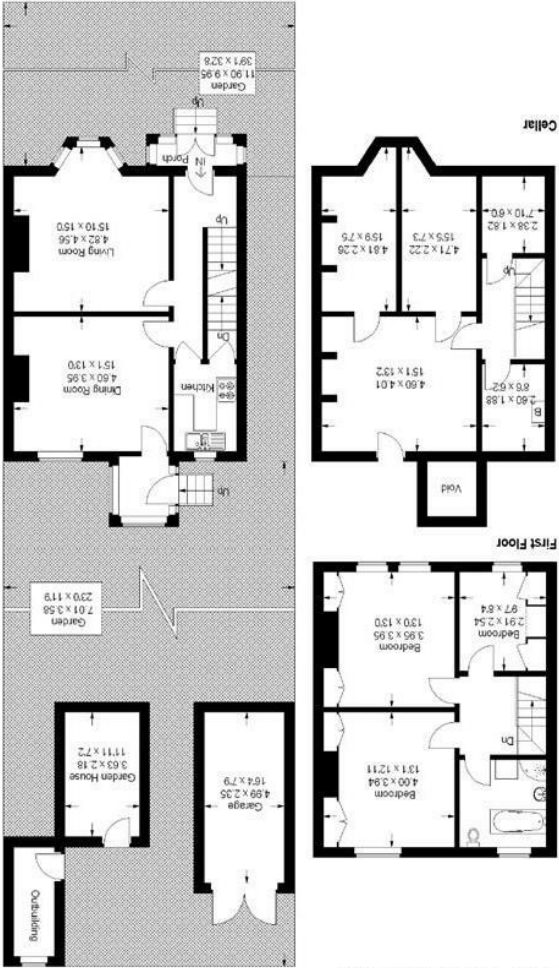 Bedroom
4.00 x 3.94
13'1 x 12'11
Dn
Bedroom
2.91 x 2.54
9'7 x 8'4
Bedroom
3.95 x 3.95
13'0 x 13'0
First Floor
Void
B
2.60 x 1.88
8'6 x 6'2
4.60 x 4.01
15'1 x 13'2
Up
2.38 x 1.82
7'10 x 6'0
4.71 x 2.22
15'5 x 7'3
4.81 x 2.26
15'9 x 7'5
Cellar
Outbuilding
Garage
4.99 x 2.35
16'4 x 7'9
Garden House
3.63 x 2.18
11'11 x 7'2
Garden
7.01 x 3.58
23'0 x 11'9
Up
Kitchen
Dining Room
4.60 x 3.95
15'1 x 13'0
Dn
Up
Living Room
4.82 x 4.56
15'10 x 15'0
IN
Porch
Up
Garden
11.90 x 9.95
39'1 x 32'8